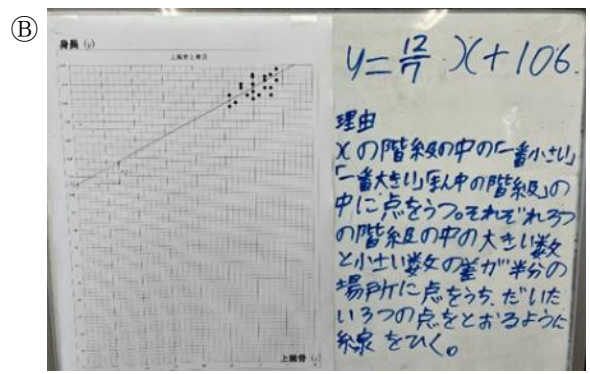 Ⓑ
身長 (y)
上腕骨と身長
y = 12/7 x + 106
理由
xの階級の中の「一番小さい」
「一番大きい」「まん中の階級」の
中に点をうつ。それぞれ3つ
の階級の中の大きい数
と小さい数の差が半分の
場所に点をうち、だいた
い3つの点をとおるように
線をひく。
上腕骨 (x)